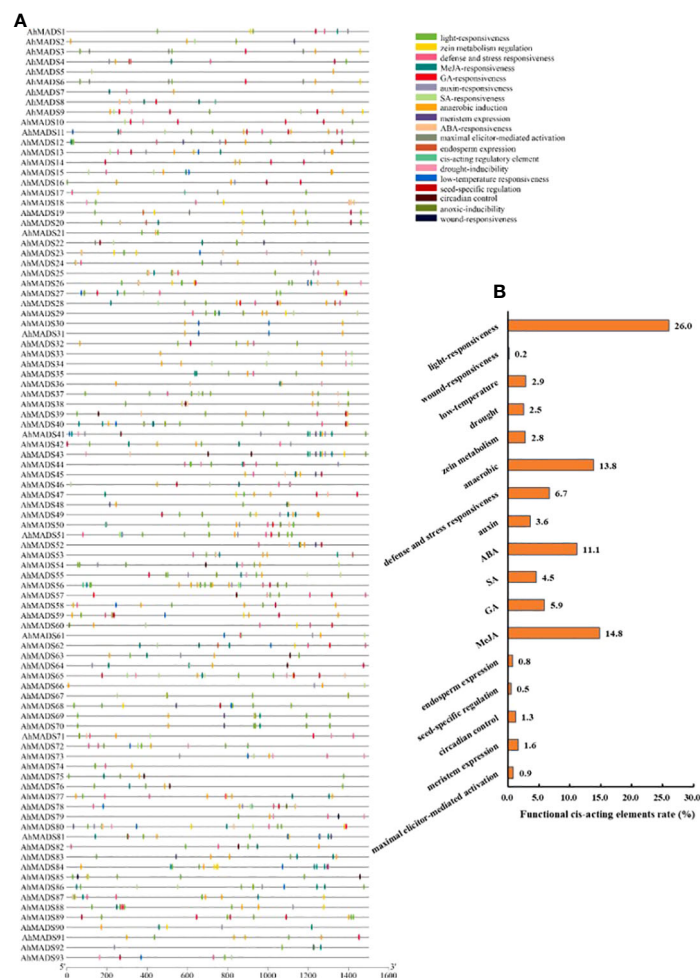 A
AhMADS1
AhMADS2
AhMADS3
AhMADS4
AhMADS5
AhMADS6
AhMADS7
AhMADS8
AhMADS9
AhMADS10
AhMADS11
AhMADS12
AhMADS13
AhMADS14
AhMADS15
AhMADS16
AhMADS17
AhMADS18
AhMADS19
AhMADS20
AhMADS21
AhMADS22
AhMADS23
AhMADS24
AhMADS25
AhMADS26
AhMADS27
AhMADS28
AhMADS29
AhMADS30
AhMADS31
AhMADS32
AhMADS33
AhMADS34
AhMADS35
AhMADS36
AhMADS37
AhMADS38
AhMADS39
AhMADS40
AhMADS41
AhMADS42
AhMADS43
AhMADS44
AhMADS45
AhMADS46
AhMADS47
AhMADS48
AhMADS49
AhMADS50
AhMADS51
AhMADS52
AhMADS53
AhMADS54
AhMADS55
AhMADS56
AhMADS57
AhMADS58
AhMADS59
AhMADS60
AhMADS61
AhMADS62
AhMADS63
AhMADS64
AhMADS65
AhMADS66
AhMADS67
AhMADS68
AhMADS69
AhMADS70
AhMADS71
AhMADS72
AhMADS73
AhMADS74
AhMADS75
AhMADS76
AhMADS77
AhMADS78
AhMADS79
AhMADS80
AhMADS81
AhMADS82
AhMADS83
AhMADS84
AhMADS85
AhMADS86
AhMADS87
AhMADS88
AhMADS89
AhMADS90
AhMADS91
AhMADS92
AhMADS93
5' 3'
0 200 400 600 800 1000 1200 1400 1600
light-responsiveness
zein metabolism regulation
defense and stress responsiveness
MeJA-responsiveness
GA-responsiveness
auxin-responsiveness
SA-responsiveness
anaerobic induction
meristem expression
ABA-responsiveness
maximal elicitor-mediated activation
endosperm expression
cis-acting regulatory element
drought-inducibility
low-temperature responsiveness
seed-specific regulation
circadian control
anoxic-inducibility
wound-responsiveness
B
light-responsiveness 26.0
wound-responsiveness 0.2
low-temperature 2.9
drought 2.5
zein metabolism 2.8
anaerobic 13.8
defense and stress responsiveness 6.7
auxin 3.6
ABA 11.1
SA 4.5
GA 5.9
MeJA 14.8
endosperm expression 0.8
seed-specific regulation 0.5
circadian control 1.3
meristem expression 1.6
maximal elicitor-mediated activation 0.9
0.0 5.0 10.0 15.0 20.0 25.0 30.0
Functional cis-acting elements rate (%)